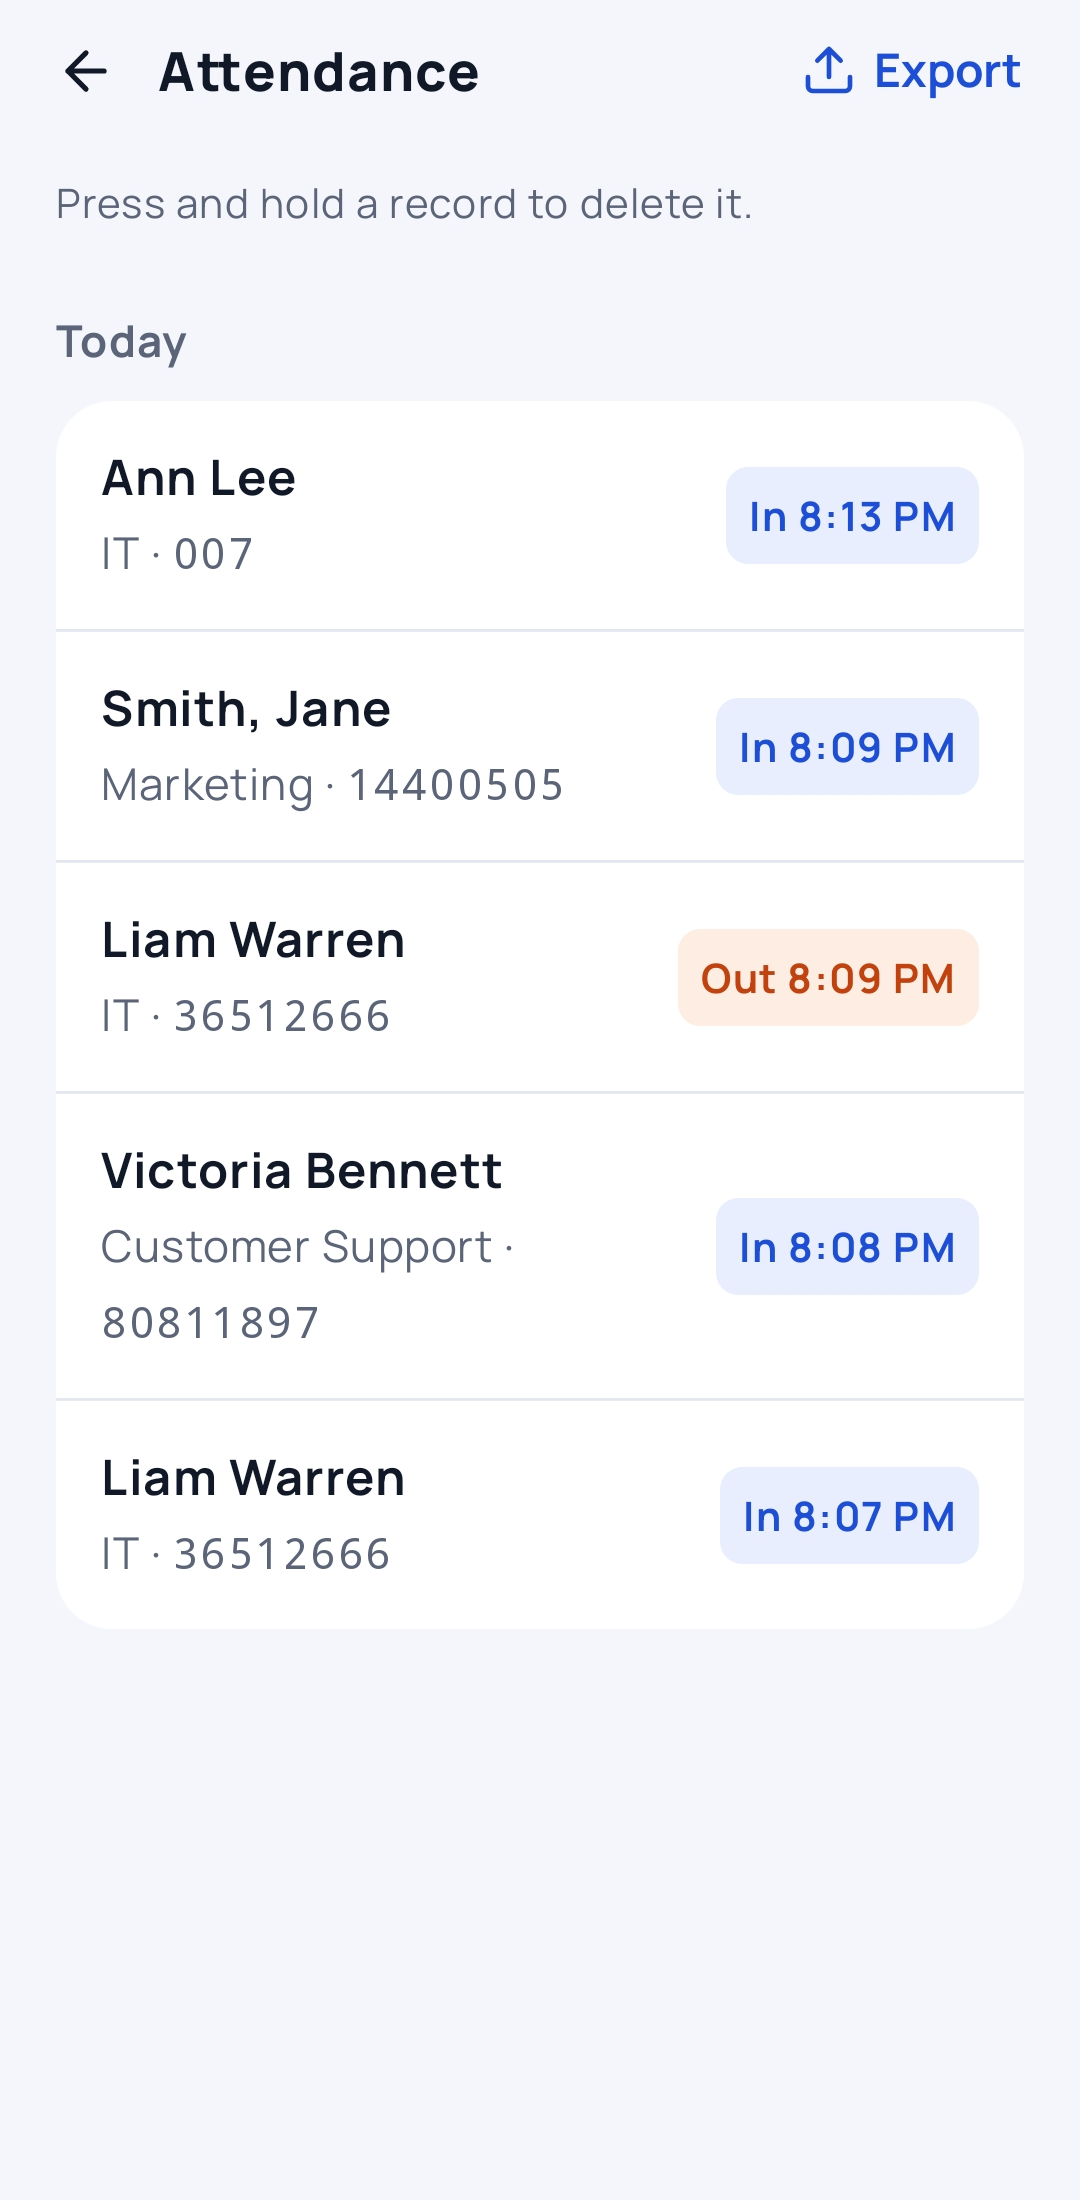 Attendance
Export
Press and hold a record to delete it.
Today
Ann Lee
IT · 007
In 8:13 PM
Smith, Jane
Marketing · 14400505
In 8:09 PM
Liam Warren
IT · 36512666
Out 8:09 PM
Victoria Bennett
Customer Support ·
80811897
In 8:08 PM
Liam Warren
IT · 36512666
In 8:07 PM